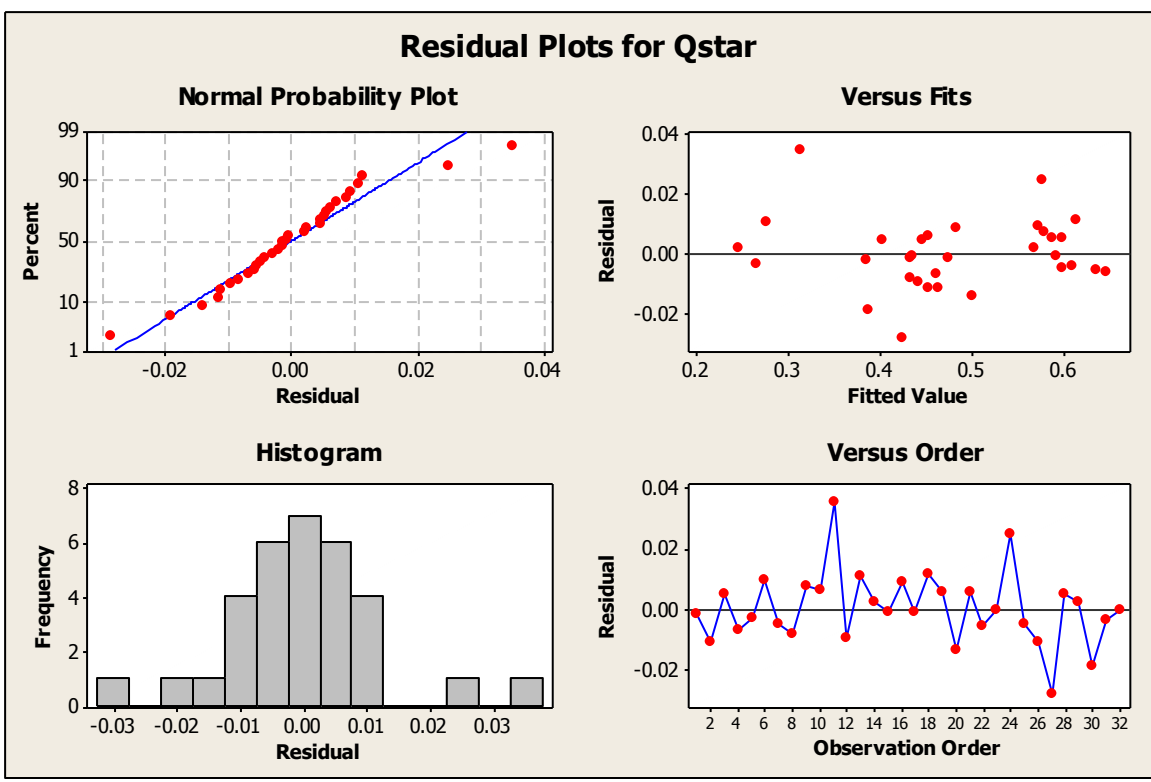 Residual Plots for Qstar
Normal Probability Plot
99
90
50
10
1
Percent
-0.02 0.00 0.02 0.04
Residual
Versus Fits
0.04
0.02
0.00
-0.02
Residual
0.2 0.3 0.4 0.5 0.6
Fitted Value
Histogram
8
6
4
2
0
Frequency
-0.03 -0.02 -0.01 0.00 0.01 0.02 0.03
Residual
Versus Order
0.04
0.02
0.00
-0.02
Residual
2 4 6 8 10 12 14 16 18 20 22 24 26 28 30 32
Observation Order